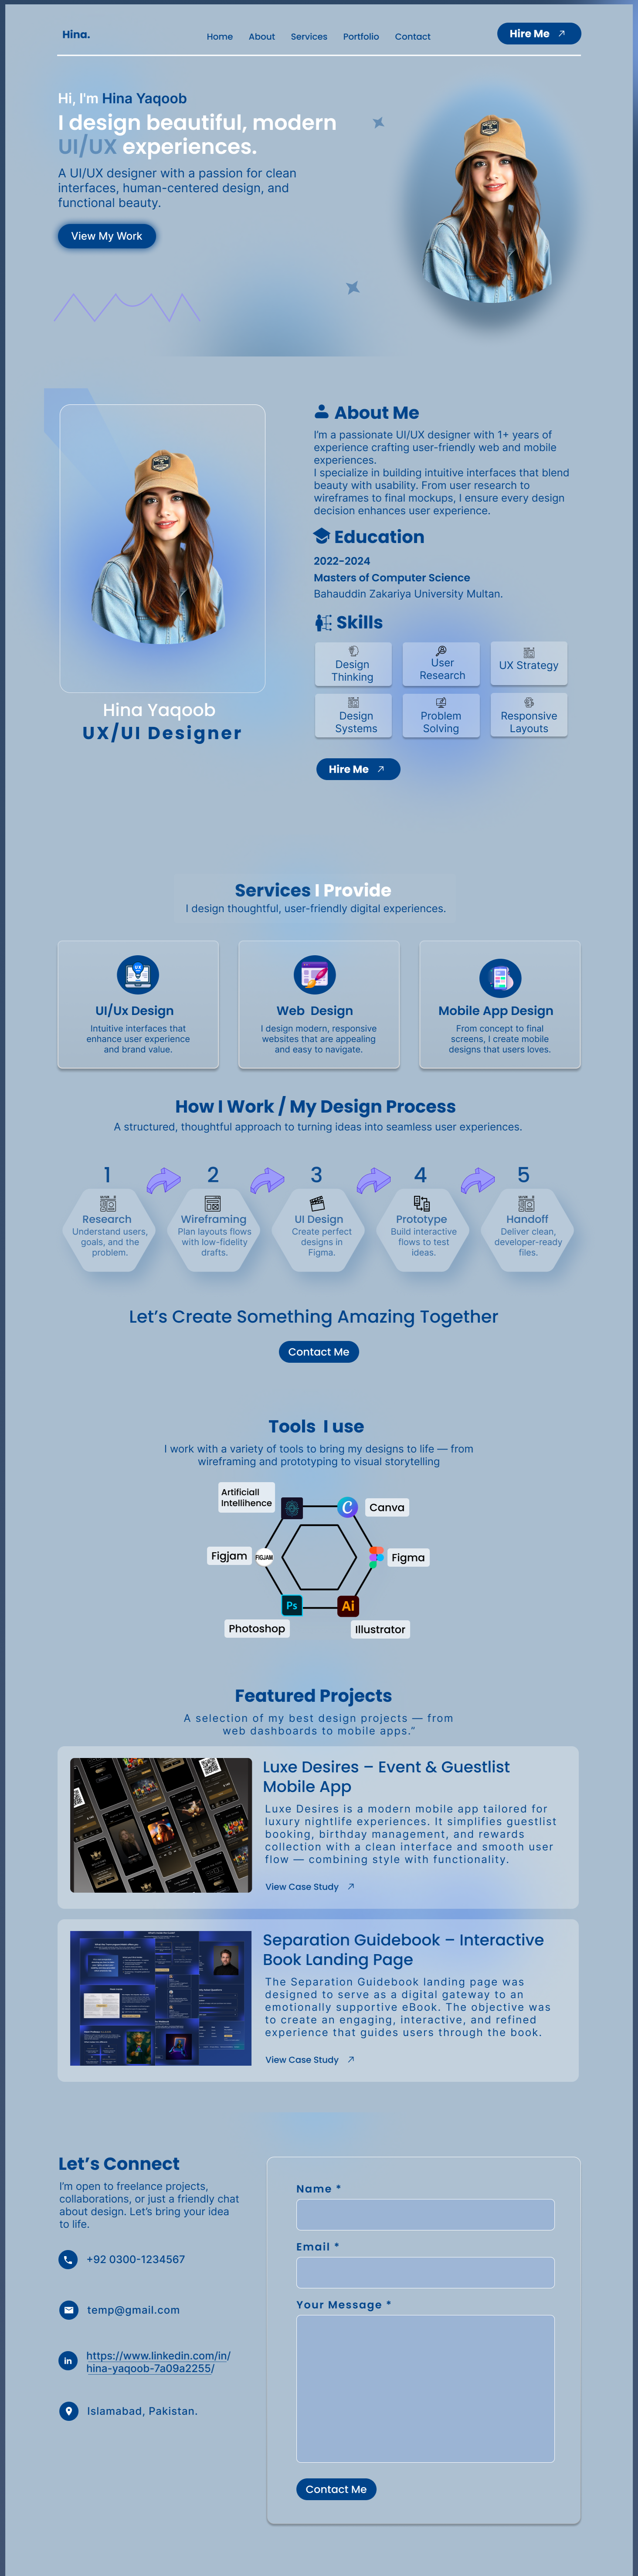 Hina.
Home About Services Portfolio Contact
Hire Me
Hi, I'm Hina Yaqoob
I design beautiful, modern
UI/UX experiences.
A UI/UX designer with a passion for clean
interfaces, human-centered design, and
functional beauty.
View My Work
Hina Yaqoob
UX/UI Designer
About Me
I'm a passionate UI/UX designer with 1+ years of
experience crafting user-friendly web and mobile
experiences.
I specialize in building intuitive interfaces that blend
beauty with usability. From user research to
wireframes to final mockups, I ensure every design
decision enhances user experience.
Education
2022-2024
Masters of Computer Science
Bahauddin Zakariya University Multan.
Skills
Design
Thinking
User
Research
UX Strategy
Design
Systems
Problem
Solving
Responsive
Layouts
Hire Me
Services I Provide
I design thoughtful, user-friendly digital experiences.
UI/Ux Design
Intuitive interfaces that
enhance user experience
and brand value.
Web Design
I design modern, responsive
websites that are appealing
and easy to navigate.
Mobile App Design
From concept to final
screens, I create mobile
designs that users loves.
How I Work / My Design Process
A structured, thoughtful approach to turning ideas into seamless user experiences.
1
Research
Understand users,
goals, and the
problem.
2
Wireframing
Plan layouts flows
with low-fidelity
drafts.
3
UI Design
Create perfect
designs in
Figma.
4
Prototype
Build interactive
flows to test
ideas.
5
Handoff
Deliver clean,
developer-ready
files.
Let's Create Something Amazing Together
Contact Me
Tools I use
I work with a variety of tools to bring my designs to life — from
wireframing and prototyping to visual storytelling
Artificiall
Intellihence
Canva
Figjam
FIGJAM
Figma
Ps
Ai
Photoshop
Illustrator
Featured Projects
A selection of my best design projects — from
web dashboards to mobile apps.”
Luxe Desires – Event & Guestlist
Mobile App
Luxe Desires is a modern mobile app tailored for
luxury nightlife experiences. It simplifies guestlist
booking, birthday management, and rewards
collection with a clean interface and smooth user
flow — combining style with functionality.
View Case Study
Separation Guidebook – Interactive
Book Landing Page
The Separation Guidebook landing page was
designed to serve as a digital gateway to an
emotionally supportive eBook. The objective was
to create an engaging, interactive, and refined
experience that guides users through the book.
View Case Study
Let's Connect
I'm open to freelance projects,
collaborations, or just a friendly chat
about design. Let's bring your idea
to life.
+92 0300-1234567
temp@gmail.com
in
https://www.linkedin.com/in/
hina-yaqoob-7a09a2255/
Islamabad, Pakistan.
Name *
Email *
Your Message *
Contact Me